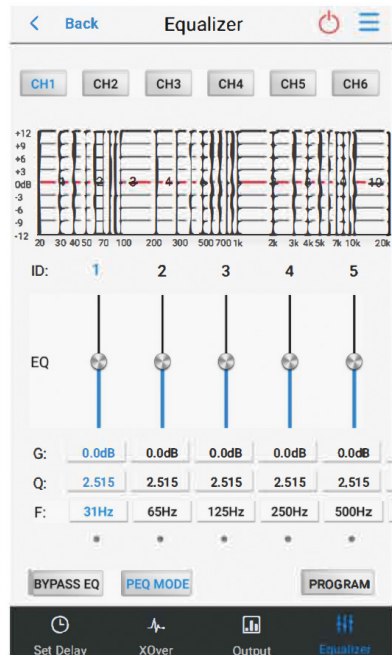 Back Equalizer
CH1 CH2 CH3 CH4 CH5 CH6
+12
+9
+6
+3
0dB
-3
-6
-9
-12
2 3 4 10
20 30 40 50 70 100 200 300 500 700 1k 2k 3k 4k 5k 7k 10k 20k
ID: 1 2 3 4 5
EQ
G: 0.0dB 0.0dB 0.0dB 0.0dB 0.0dB
Q: 2.515 2.515 2.515 2.515 2.515
F: 31Hz 65Hz 125Hz 250Hz 500Hz
BYPASS EQ PEQ MODE PROGRAM
Set Delay XOver Output Equalizer